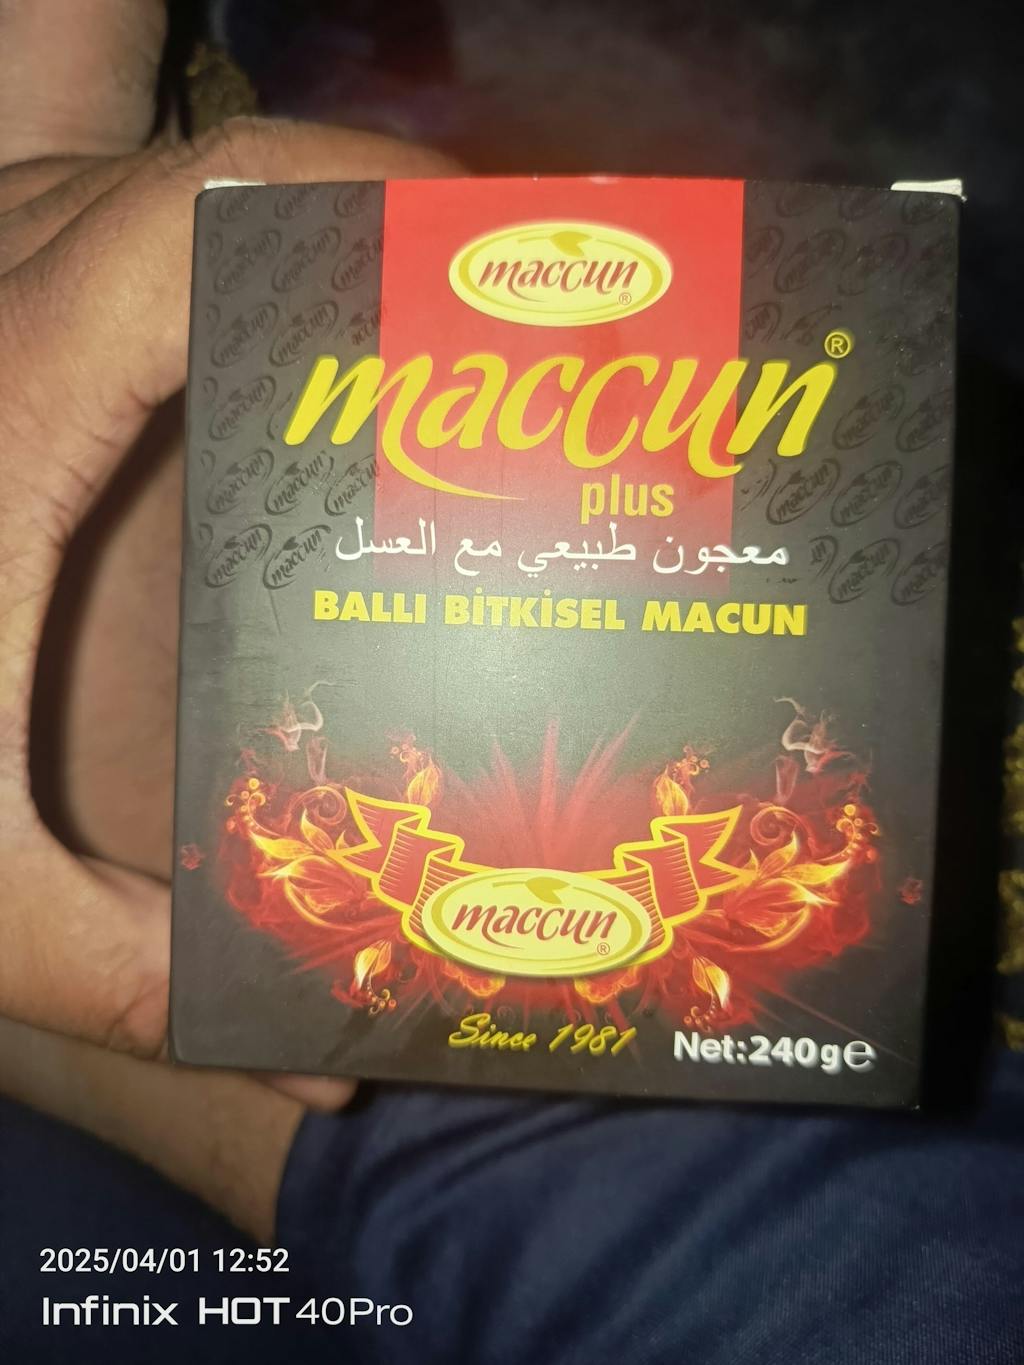 maccun®
maccun®
plus
معجون طبيعي مع العسل
BALLI BİTKİSEL MACUN
maccun®
Since 1981
Net:240g℮
2025/04/01 12:52
Infinix HOT 40Pro